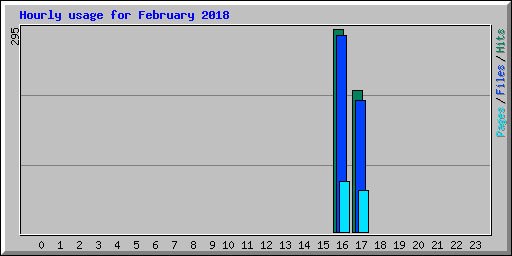 Hourly usage for February 2018
295
Pages/Files/Hits
0 1 2 3 4 5 6 7 8 9 10 11 12 13 14 15 16 17 18 19 20 21 22 23